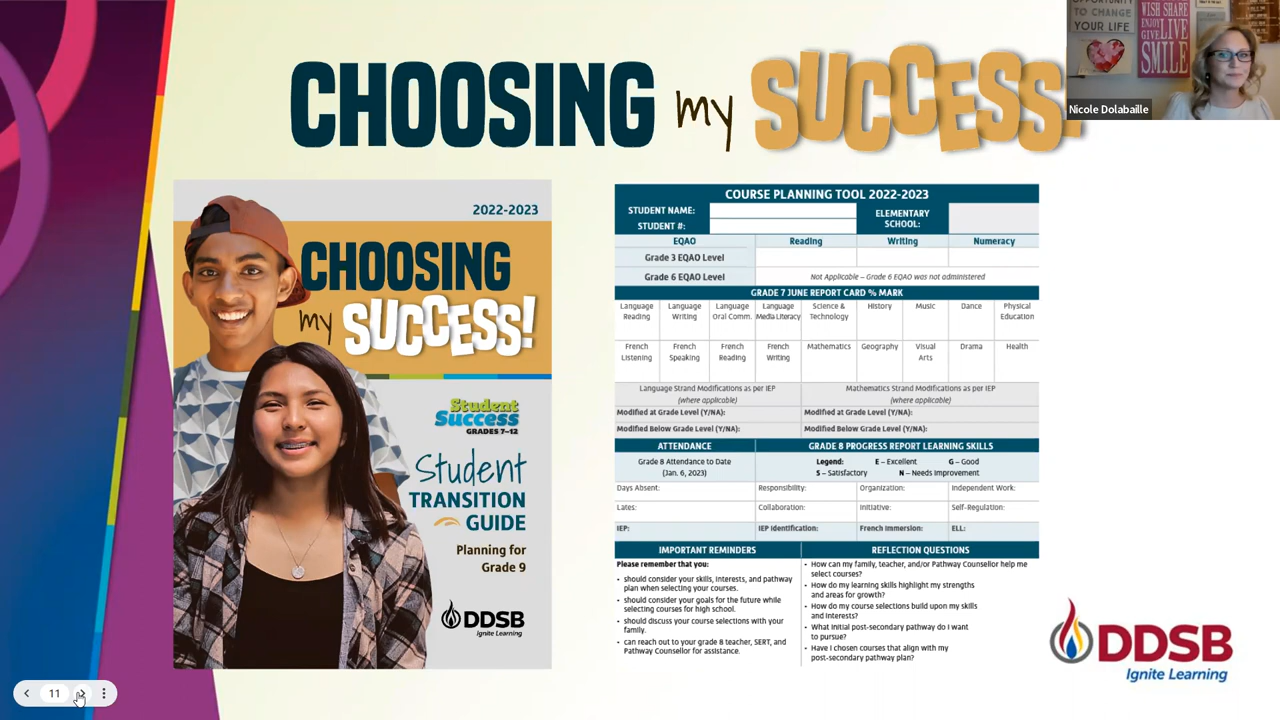 CHOOSING my SUCCESS!
OPPORTUNITY
TO CHANGE
YOUR LIFE
WISH SHARE
ENJOY
GIVE LIVE
SMILE
Nicole Dolabaille
2022-2023
CHOOSING
my SUCCESS!
Student
Success
GRADES 7–12
Student
TRANSITION
GUIDE
Planning for
Grade 9
DDSB
Ignite Learning
COURSE PLANNING TOOL 2022-2023
STUDENT NAME:
STUDENT #:
ELEMENTARY
SCHOOL:
EQAO Reading Writing Numeracy
Grade 3 EQAO Level
Grade 6 EQAO Level Not Applicable – Grade 6 EQAO was not administered
GRADE 7 JUNE REPORT CARD % MARK
Language Language Language Language Science & History Music Dance Physical
Reading Writing Oral Comm. Media Literacy Technology Education
French French French French Mathematics Geography Visual Drama Health
Listening Speaking Reading Writing Arts
Language Strand Modifications as per IEP Mathematics Strand Modifications as per IEP
(where applicable) (where applicable)
Modified at Grade Level (Y/NA): Modified at Grade Level (Y/NA):
Modified Below Grade Level (Y/NA): Modified Below Grade Level (Y/NA):
ATTENDANCE GRADE 8 PROGRESS REPORT LEARNING SKILLS
Grade 8 Attendance to Date Legend: E – Excellent G – Good
(Jan. 6, 2023) S – Satisfactory N – Needs Improvement
Days Absent: Responsibility: Organization: Independent Work:
Lates: Collaboration: Initiative: Self-Regulation:
IEP: IEP Identification: French Immersion: ELL:
IMPORTANT REMINDERS
Please remember that you:
• should consider your skills, interests, and pathway
plan when selecting your courses.
• should consider your goals for the future while
selecting courses for high school.
• should discuss your course selections with your
family.
• can reach out to your grade 8 teacher, SERT, and
Pathway Counsellor for assistance.
REFLECTION QUESTIONS
• How can my family, teacher, and/or Pathway Counsellor help me
select courses?
• How do my learning skills highlight my strengths
and areas for growth?
• How do my course selections build upon my skills
and interests?
• What initial post-secondary pathway do I want
to pursue?
• Have I chosen courses that align with my
post-secondary pathway plan?
DDSB
Ignite Learning
11